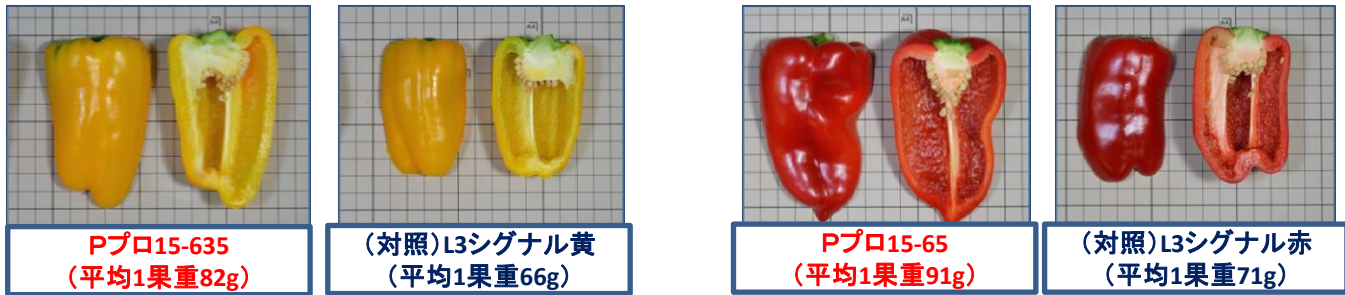 Pプロ15-635
（平均1果重82g）
（対照）L3シグナル黄
（平均1果重66g）
Pプロ15-65
（平均1果重91g）
（対照）L3シグナル赤
（平均1果重71g）